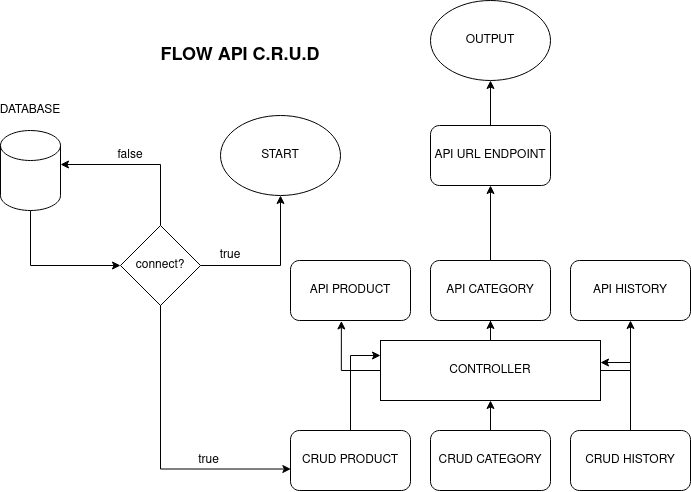 OUTPUT
FLOW API C.R.U.D
DATABASE
false
START
API URL ENDPOINT
connect?
true
API PRODUCT
API CATEGORY
API HISTORY
CONTROLLER
true
CRUD PRODUCT
CRUD CATEGORY
CRUD HISTORY